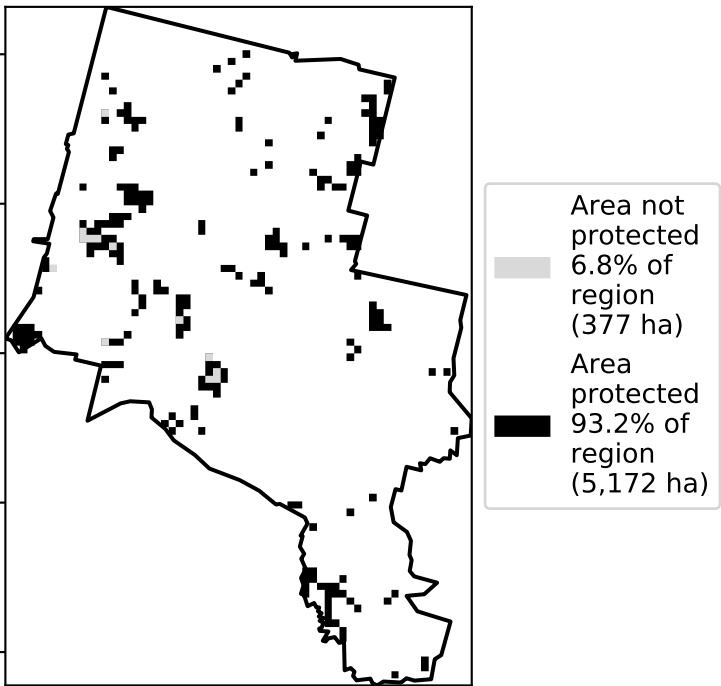 Area not
protected
6.8% of
region
(377 ha)
Area
protected
93.2% of
region
(5,172 ha)